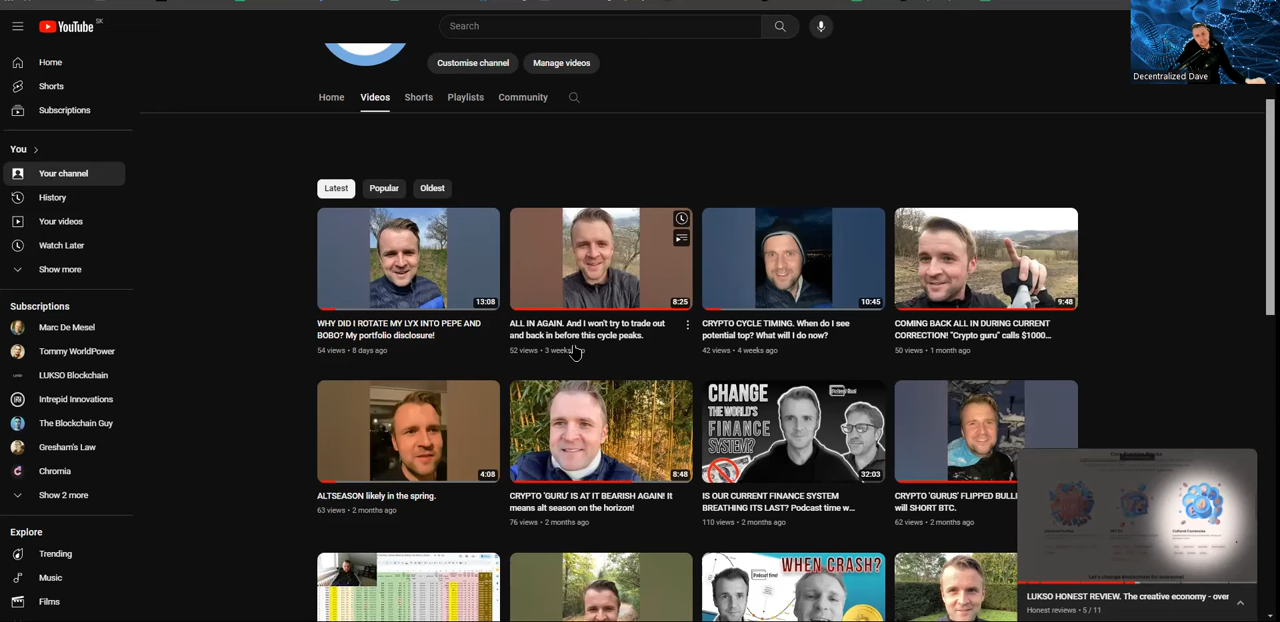 YouTube SK
Search
Decentralized Dave
Customise channel
Manage videos
Home
Videos
Shorts
Playlists
Community
Home
Shorts
Subscriptions
You
Your channel
History
Your videos
Watch Later
Show more
Subscriptions
Marc De Mesel
Tommy WorldPower
LUKSO Blockchain
Intrepid Innovations
The Blockchain Guy
Gresham's Law
Chromia
Show 2 more
Explore
Trending
Music
Films
Latest
Popular
Oldest
13:08
WHY DID I ROTATE MY LYX INTO PEPE AND
BOBO? My portfolio disclosure!
54 views • 8 days ago
8:25
ALL IN AGAIN. And I won't try to trade out
and back in before this cycle peaks.
52 views • 3 weeks
10:45
CRYPTO CYCLE TIMING. When do I see
potential top? What will I do now?
42 views • 4 weeks ago
9:48
COMING BACK ALL IN DURING CURRENT
CORRECTION! "Crypto guru" calls $1000...
50 views • 1 month ago
4:08
ALTSEASON likely in the spring.
63 views • 2 months ago
8:48
CRYPTO 'GURU' IS AT IT BEARISH AGAIN! It
means alt season on the horizon!
76 views • 2 months ago
CHANGE
THE WORLD'S
FINANCE
SYSTEM?
32:03
IS OUR CURRENT FINANCE SYSTEM
BREATHING ITS LAST? Podcast time w...
110 views • 2 months ago
CRYPTO 'GURUS' FLIPPED BULLI
will SHORT BTC.
62 views • 2 months ago
WHEN CRASH?
Podcast time!
Cultural Currencies
LUKSO HONEST REVIEW. The creative economy - over
Honest reviews • 5 / 11